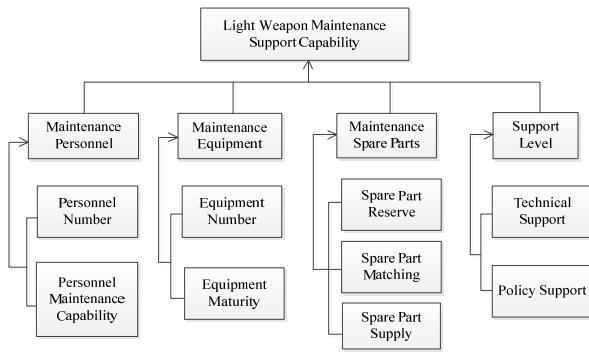 Light Weapon Maintenance
Support Capability
Maintenance
Personnel
Maintenance
Equipment
Maintenance
Spare Parts
Support
Level
Personnel
Number
Equipment
Number
Spare Part
Reserve
Technical
Support
Personnel
Maintenance
Capability
Equipment
Maturity
Spare Part
Matching
Policy Support
Spare Part
Supply